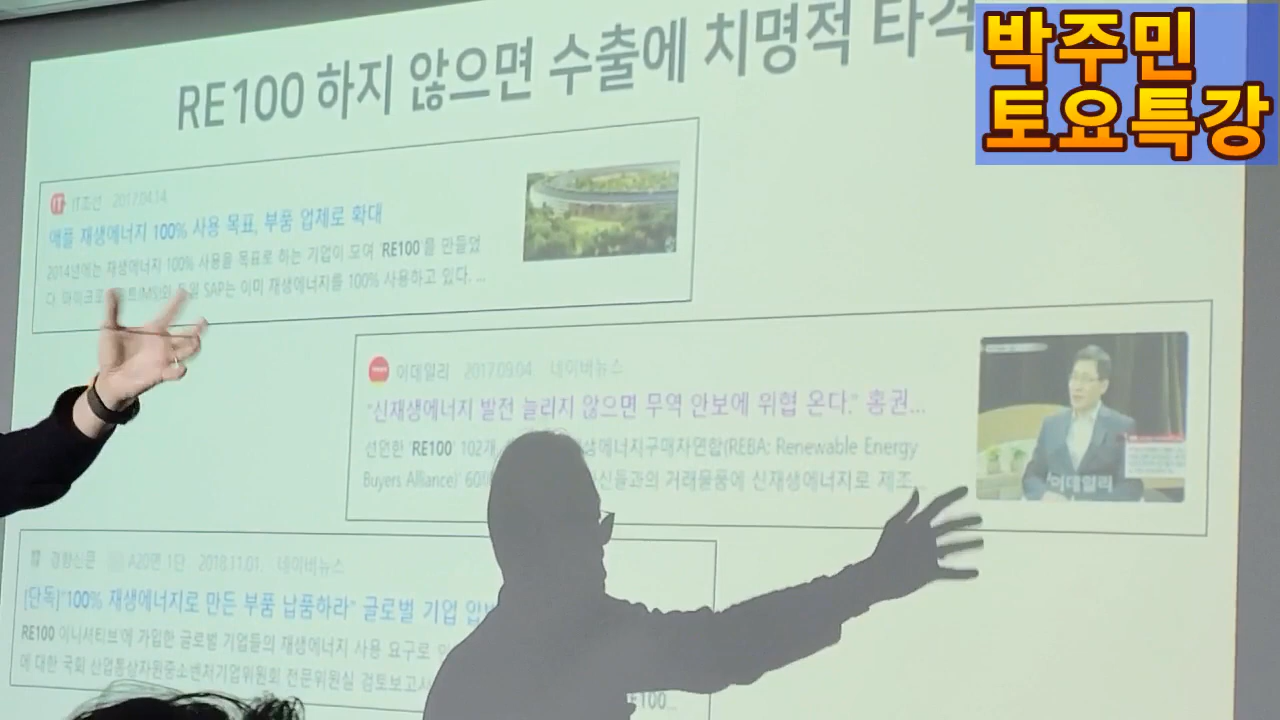 RE100 하지 않으면 수출에 치명적 타격
박주민
토요특강
IT조선 2017.04.14.
애플 재생에너지 100% 사용 목표, 부품 업체로 확대
2014년에는 재생에너지 100% 사용을 목표로 하는 기업이 모여 'RE100'를 만들었
다. 마이크로 트(MS)와 독일 SAP는 이미 재생에너지를 100% 사용하고 있다. ...
이데일리 2017.09.04. 네이버뉴스
"신재생에너지 발전 늘리지 않으면 무역 안보에 위협 온다." 홍권...
선언한 'RE100' 102개, 생에너지구매자연합(REBA: Renewable Energy
Buyers Alliance)' 60 신들과의 거래물품에 신재생에너지로 제조...
이데일리
경향신문 A20면 1단 2018.11.01. 네이버뉴스
[단독]"100% 재생에너지로 만든 부품 납품하라" 글로벌 기업 압
RE100 이니셔티브'에 가입한 글로벌 기업들의 재생에너지 사용 요구로
에 대한 국회 산업통상자원중소벤처기업위원회 전문위원실 검토보고서
RE100...